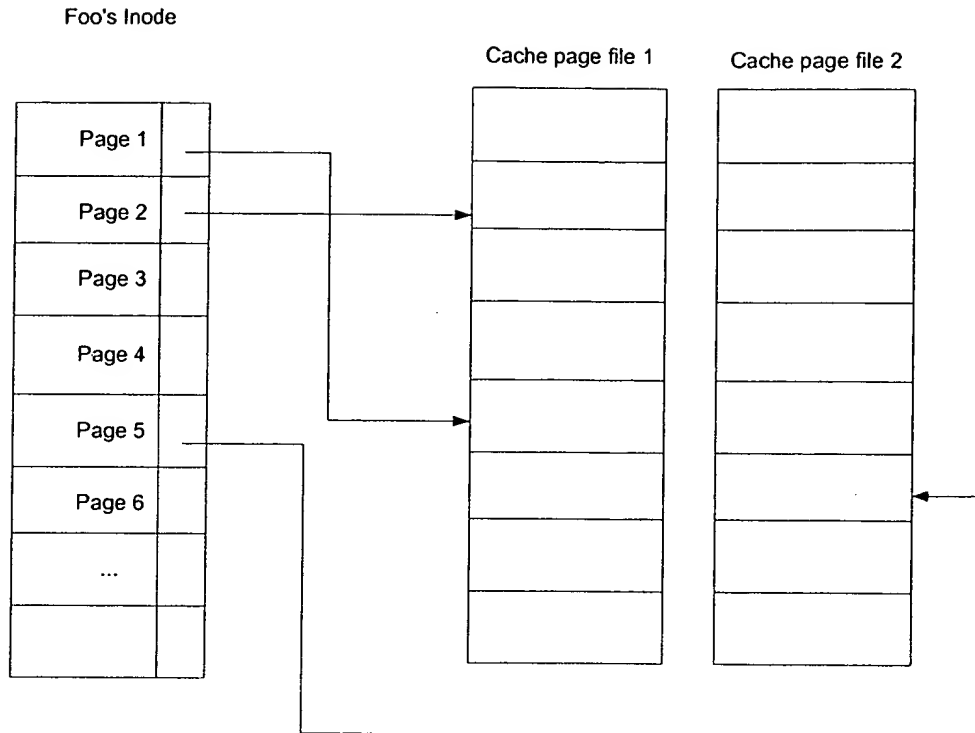 Foo's Inode
Cache page file 1
Cache page file 2
Page 1
Page 2
Page 3
Page 4
Page 5
Page 6
...